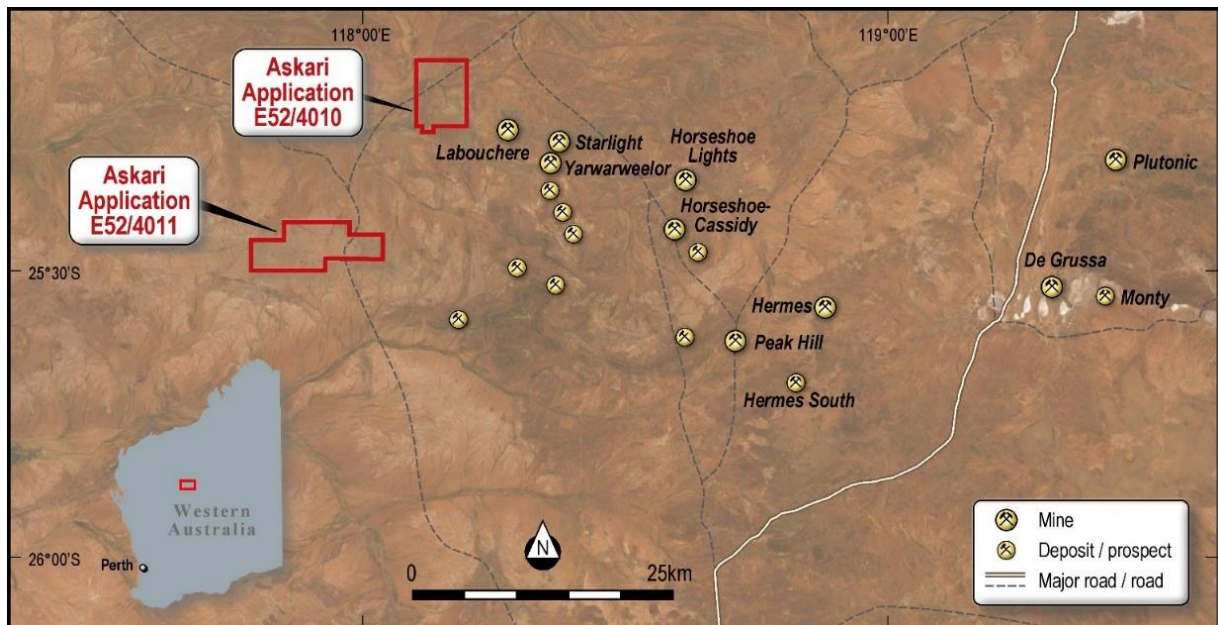 118°00'E
119°00'E
Askari
Application
E52/4010
Askari
Application
E52/4011
Labouchere
Starlight
Yarwarweelor
Horseshoe
Lights
Horseshoe-
Cassidy
Plutonic
25°30'S
De Grussa
Monty
Hermes
Peak Hill
Hermes South
Western
Australia
Perth
26°00'S
N
0
25km
Mine
Deposit / prospect
Major road / road